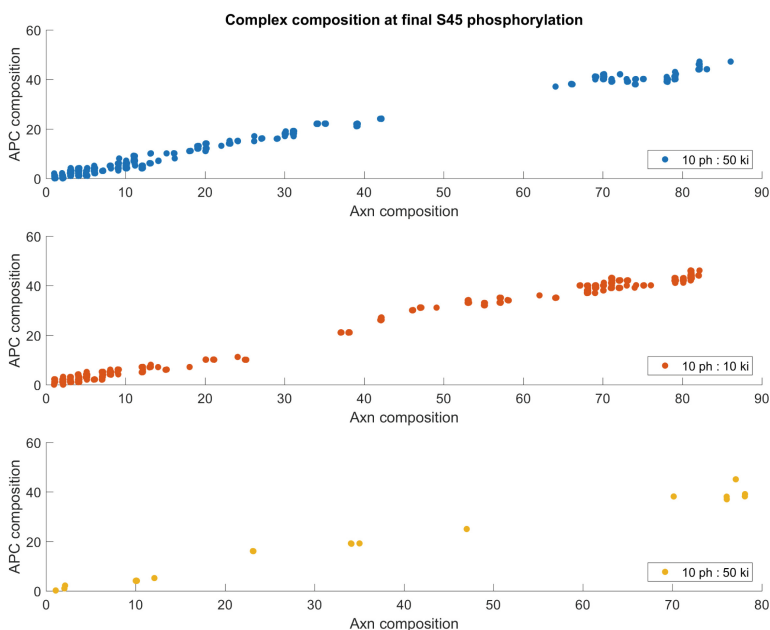 Complex composition at final S45 phosphorylation
60
40
20
0
APC composition
10 ph : 50 ki
0 10 20 30 40 50 60 70 80 90
Axn composition
60
40
20
0
APC composition
10 ph : 10 ki
0 10 20 30 40 50 60 70 80 90
Axn composition
60
40
20
0
APC composition
10 ph : 50 ki
0 10 20 30 40 50 60 70 80
Axn composition